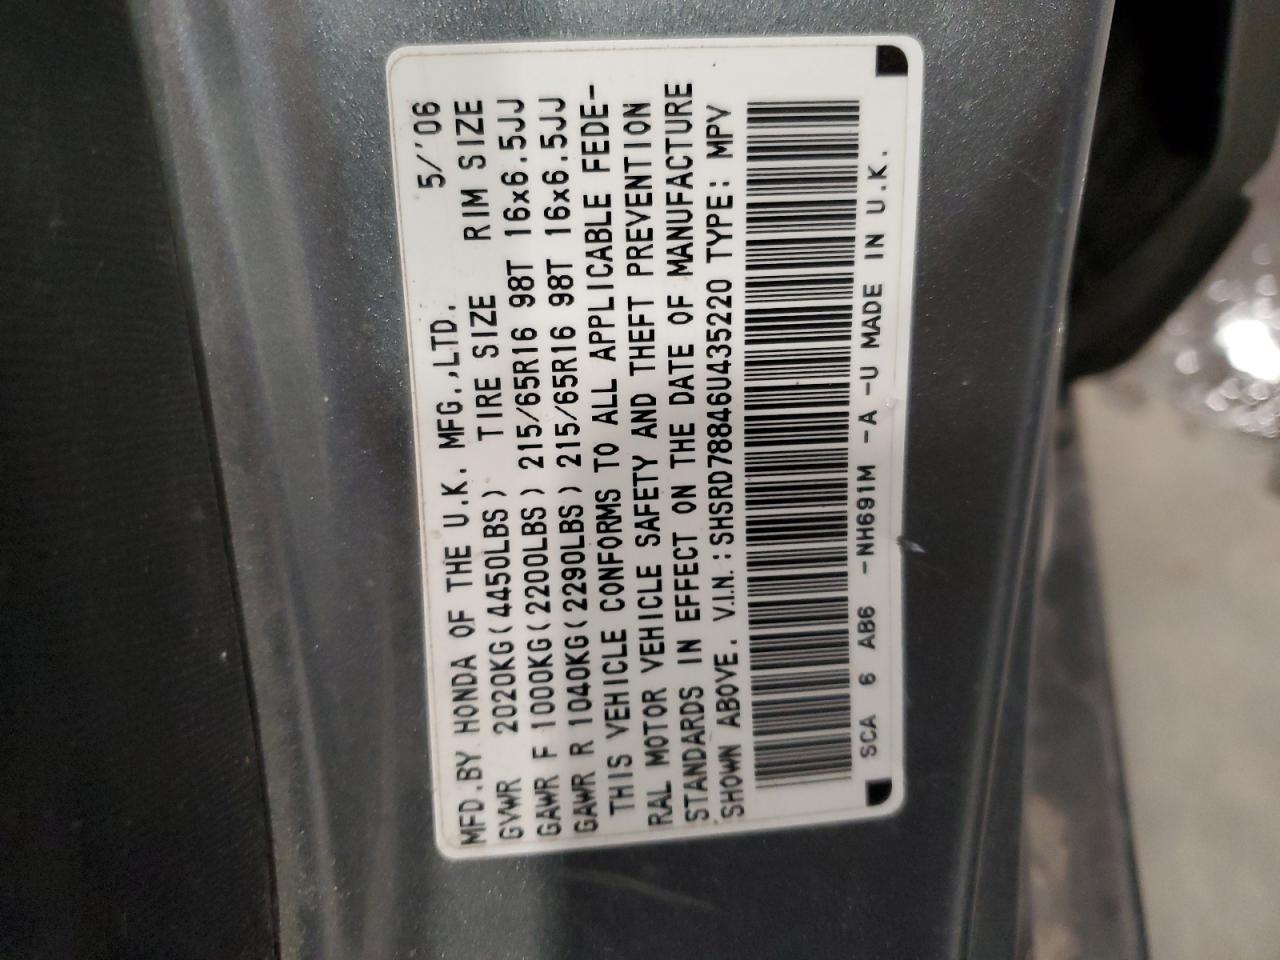 MFD.BY HONDA OF THE U.K. MFG.,LTD. 5/'06
GVWR 2020KG(4450LBS) TIRE SIZE RIM SIZE
GAWR F 1000KG(2200LBS) 215/65R16 98T 16x6.5JJ
GAWR R 1040KG(2290LBS) 215/65R16 98T 16x6.5JJ
THIS VEHICLE CONFORMS TO ALL APPLICABLE FEDE-
RAL MOTOR VEHICLE SAFETY AND THEFT PREVENTION
STANDARDS IN EFFECT ON THE DATE OF MANUFACTURE
SHOWN ABOVE. V.I.N.:SHSRD78846U435220 TYPE: MPV
SCA 6 AB6 -NH691M -A -U MADE IN U.K.